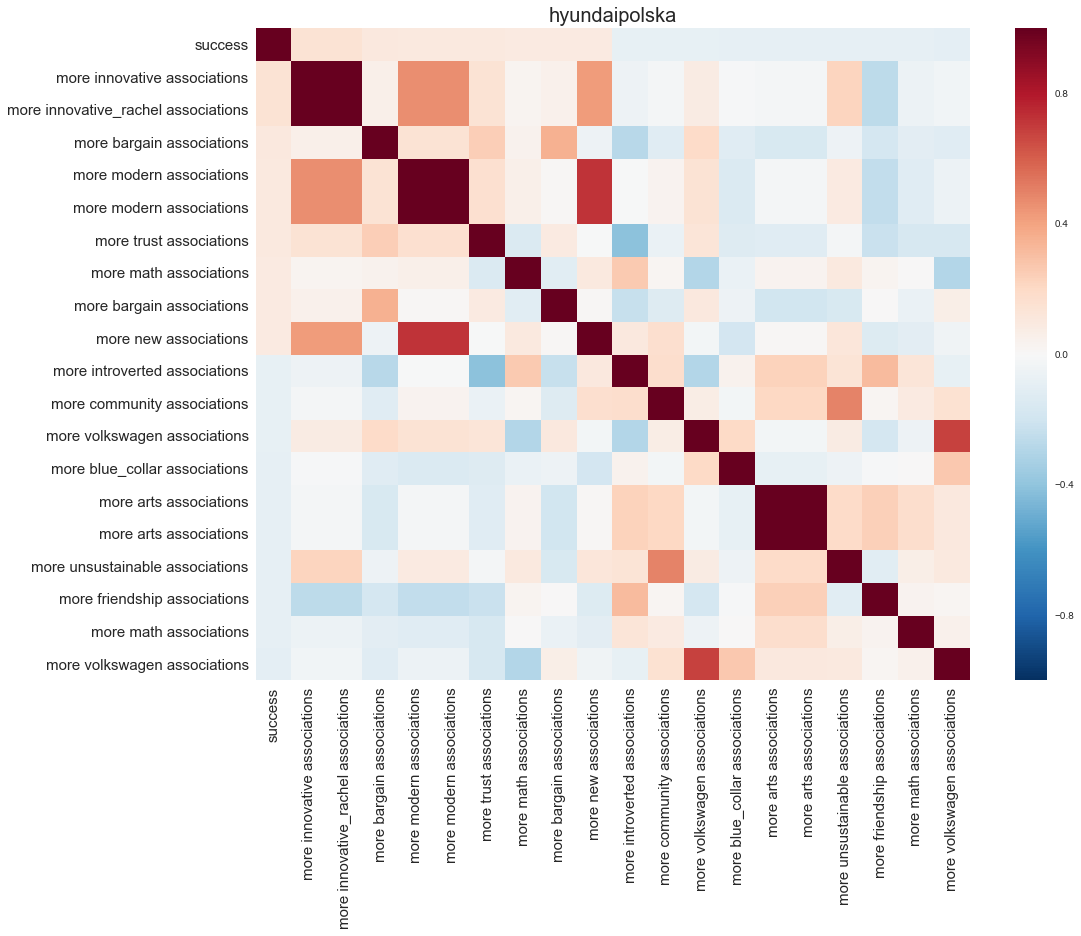 hyundaipolska
success
more innovative associations
more innovative_rachel associations
more bargain associations
more modern associations
more modern associations
more trust associations
more math associations
more bargain associations
more new associations
more introverted associations
more community associations
more volkswagen associations
more blue_collar associations
more arts associations
more arts associations
more unsustainable associations
more friendship associations
more math associations
more volkswagen associations
success
more innovative associations
more innovative_rachel associations
more bargain associations
more modern associations
more modern associations
more trust associations
more math associations
more bargain associations
more new associations
more introverted associations
more community associations
more volkswagen associations
more blue_collar associations
more arts associations
more arts associations
more unsustainable associations
more friendship associations
more math associations
more volkswagen associations
0.8
0.4
0.0
−0.4
−0.8